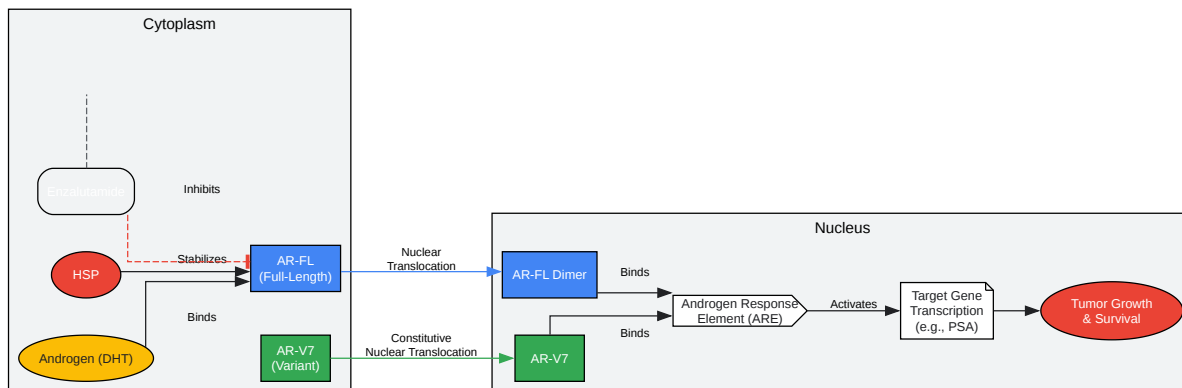 Cytoplasm
Enzalutamide
Inhibits
HSP
Stabilizes
AR-FL
(Full-Length)
Binds
Androgen (DHT)
AR-V7
(Variant)
Nuclear
Translocation
Constitutive
Nuclear Translocation
Nucleus
AR-FL Dimer
Binds
AR-V7
Binds
Androgen Response
Element (ARE)
Activates
Target Gene
Transcription
(e.g., PSA)
Tumor Growth
& Survival